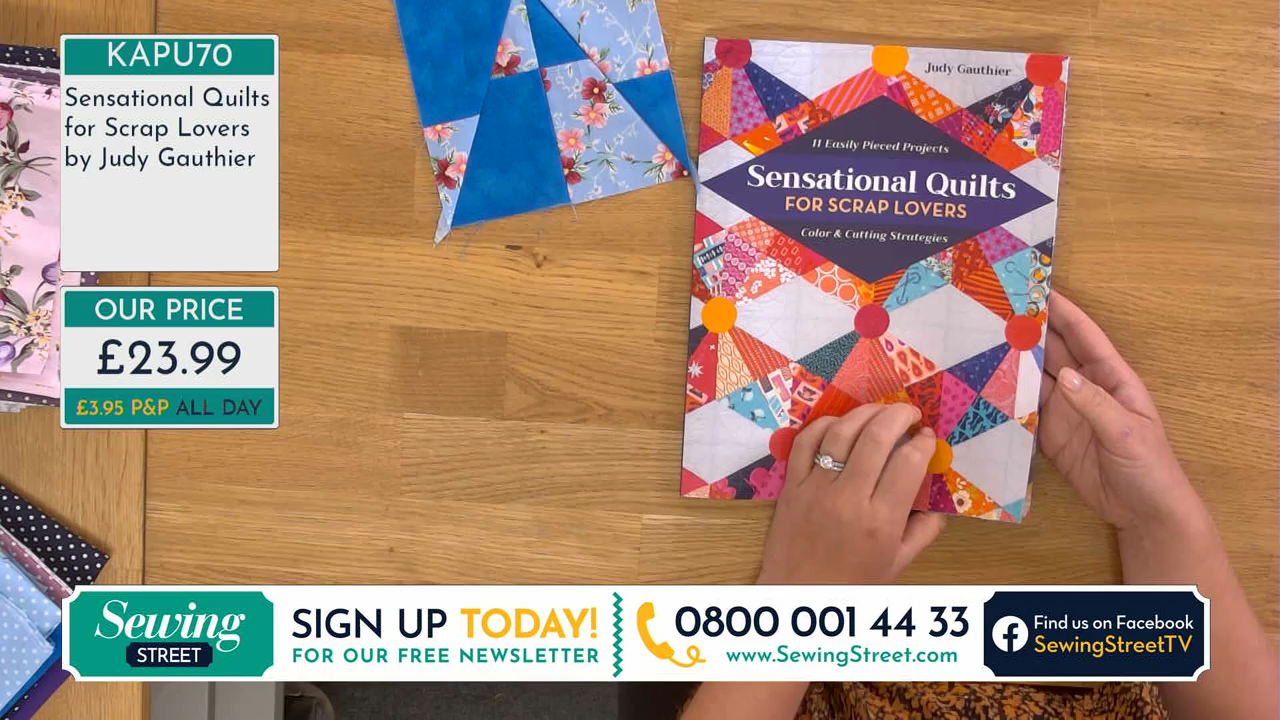 KAPU70
Sensational Quilts
for Scrap Lovers
by Judy Gauthier
OUR PRICE
£23.99
£3.95 P&P ALL DAY
Judy Gauthier
11 Easily Pieced Projects
Sensational Quilts
FOR SCRAP LOVERS
Color & Cutting Strategies
Sewing
STREET
SIGN UP TODAY!
FOR OUR FREE NEWSLETTER
0800 001 44 33
www.SewingStreet.com
Find us on Facebook
SewingStreetTV